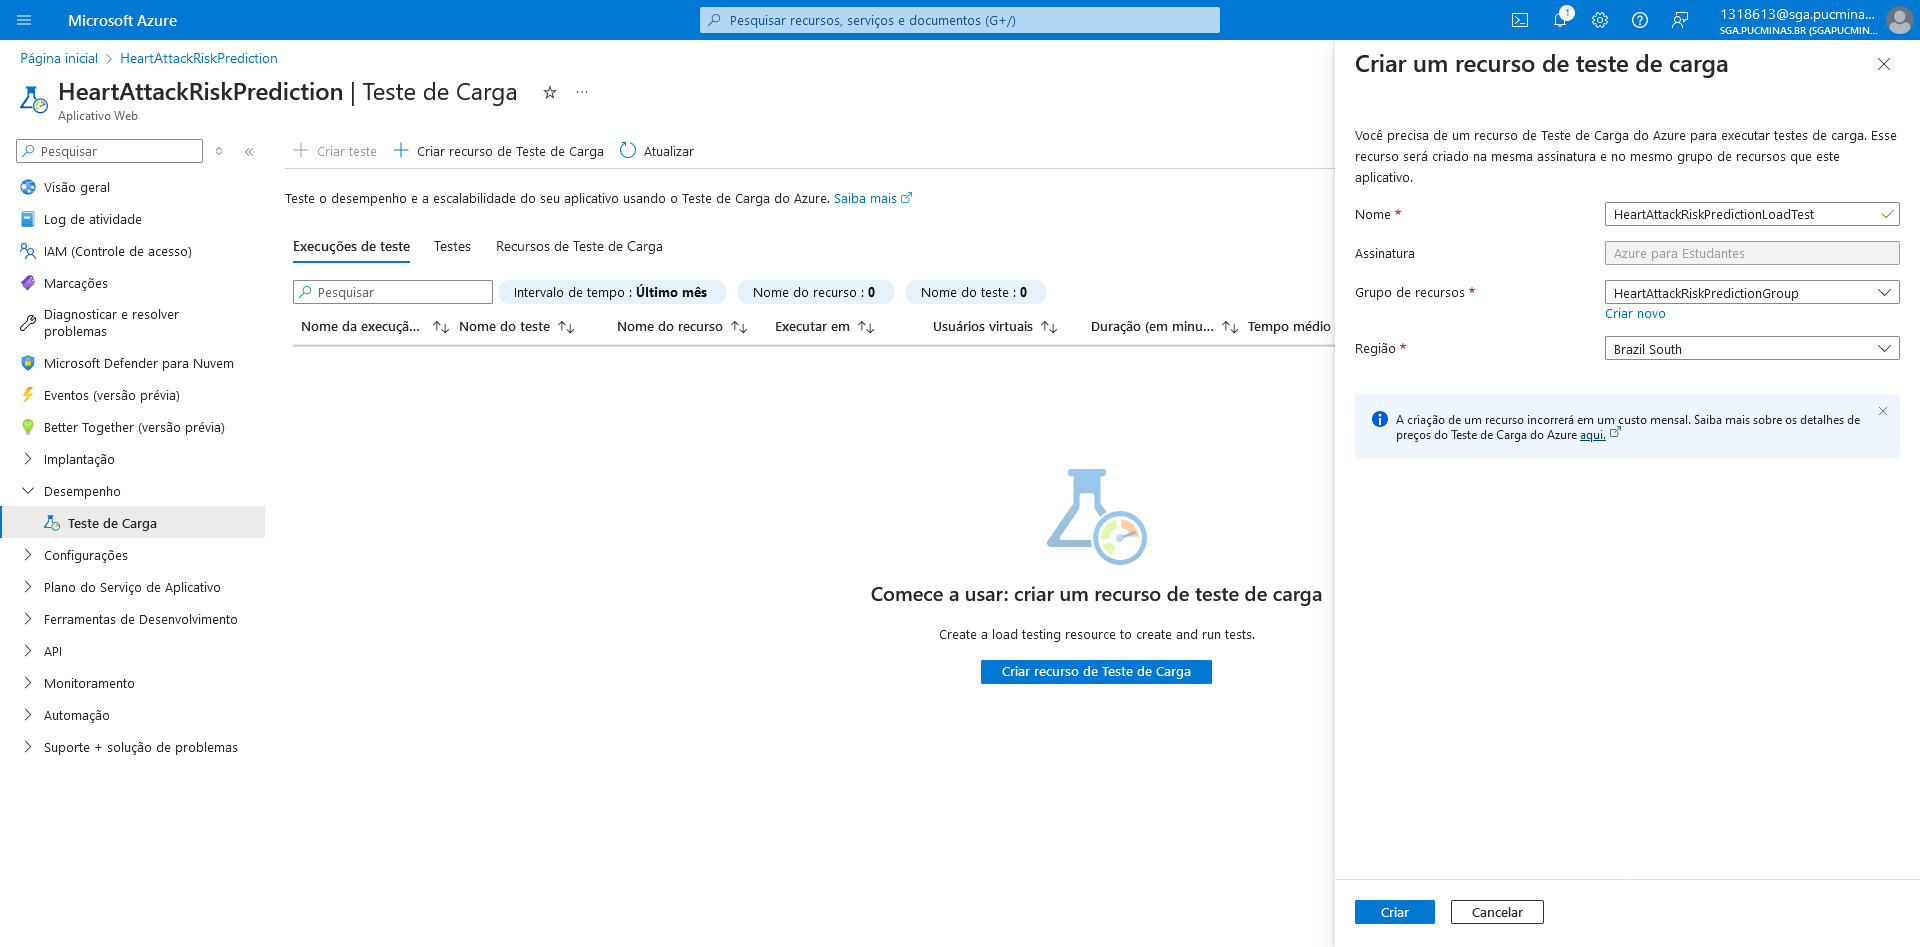 Microsoft Azure
Pesquisar recursos, serviços e documentos (G+/)
1
1318613@sga.pucmina...
SGA.PUCMINAS.BR (SGAPUCMIN...
Página inicial
HeartAttackRiskPrediction
HeartAttackRiskPrediction | Teste de Carga
Aplicativo Web
Pesquisar
Visão geral
Log de atividade
IAM (Controle de acesso)
Marcações
Diagnosticar e resolver
problemas
Microsoft Defender para Nuvem
Eventos (versão prévia)
Better Together (versão prévia)
Implantação
Desempenho
Teste de Carga
Configurações
Plano do Serviço de Aplicativo
Ferramentas de Desenvolvimento
API
Monitoramento
Automação
Suporte + solução de problemas
Criar teste
Criar recurso de Teste de Carga
Atualizar
Teste o desempenho e a escalabilidade do seu aplicativo usando o Teste de Carga do Azure. Saiba mais
Execuções de teste
Testes
Recursos de Teste de Carga
Pesquisar
Intervalo de tempo : Último mês
Nome do recurso : 0
Nome do teste : 0
Nome da execuçã...
Nome do teste
Nome do recurso
Executar em
Usuários virtuais
Duração (em minu...
Tempo médio
Comece a usar: criar um recurso de teste de carga
Create a load testing resource to create and run tests.
Criar recurso de Teste de Carga
Criar um recurso de teste de carga
Você precisa de um recurso de Teste de Carga do Azure para executar testes de carga. Esse
recurso será criado na mesma assinatura e no mesmo grupo de recursos que este
aplicativo.
Nome *
HeartAttackRiskPredictionLoadTest
Assinatura
Azure para Estudantes
Grupo de recursos *
HeartAttackRiskPredictionGroup
Criar novo
Região *
Brazil South
A criação de um recurso incorrerá em um custo mensal. Saiba mais sobre os detalhes de
preços do Teste de Carga do Azure aqui.
Criar
Cancelar